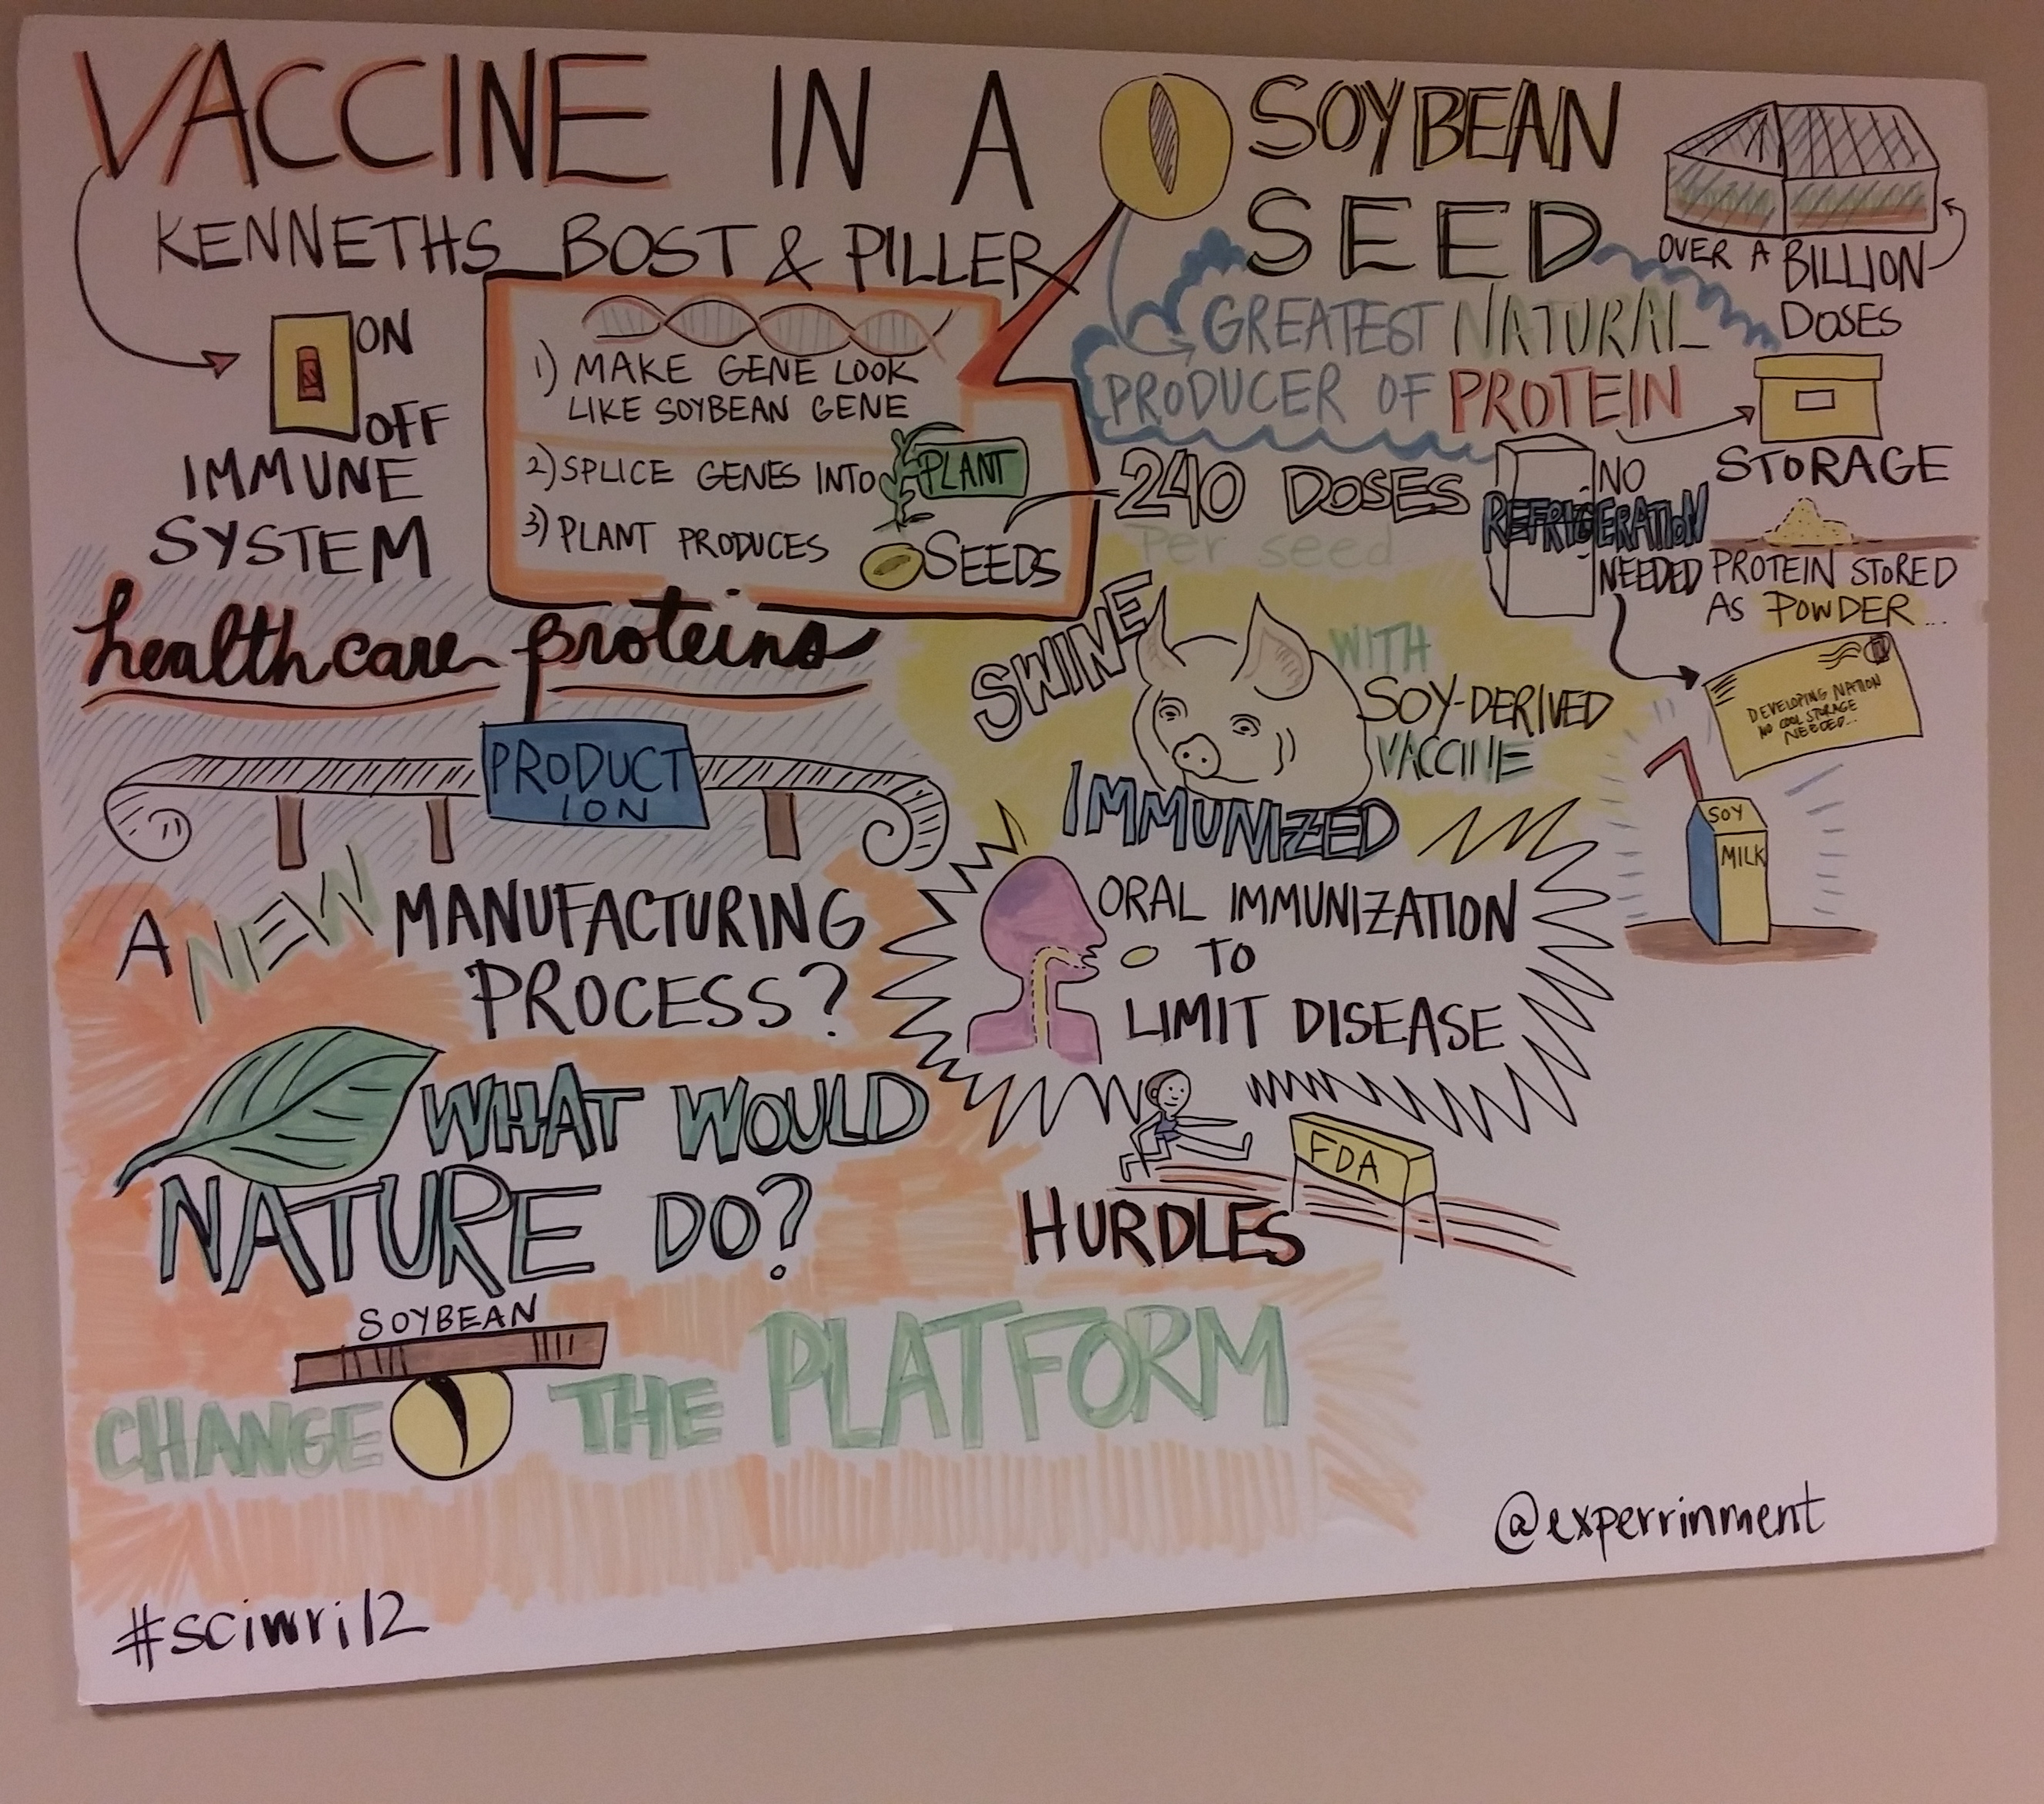 VACCINE IN A SOYBEAN
SEED
KENNETHS BOST & PILLER
ON
OFF
IMMUNE
SYSTEM
1) MAKE GENE LOOK
LIKE SOYBEAN GENE
2) SPLICE GENES INTO PLANT
3) PLANT PRODUCES SEEDS
OVER A BILLION
DOSES
GREATEST NATURAL
PRODUCER OF PROTEIN
STORAGE
240 DOSES
Per seed
NO
REFRIGERATION
NEEDED
PROTEIN STORED
AS POWDER...
DEVELOPING NATION
NO COOL STORAGE
NEEDED...
SOY
MILK
healthcare proteins
PRODUCT
ION
A NEW MANUFACTURING
PROCESS?
SWINE
WITH
SOY-DERIVED
VACCINE
IMMUNIZED
ORAL IMMUNIZATION
TO
LIMIT DISEASE
WHAT WOULD
NATURE DO?
FDA
HURDLES
SOYBEAN
CHANGE THE PLATFORM
@experrinment
#sciwri12